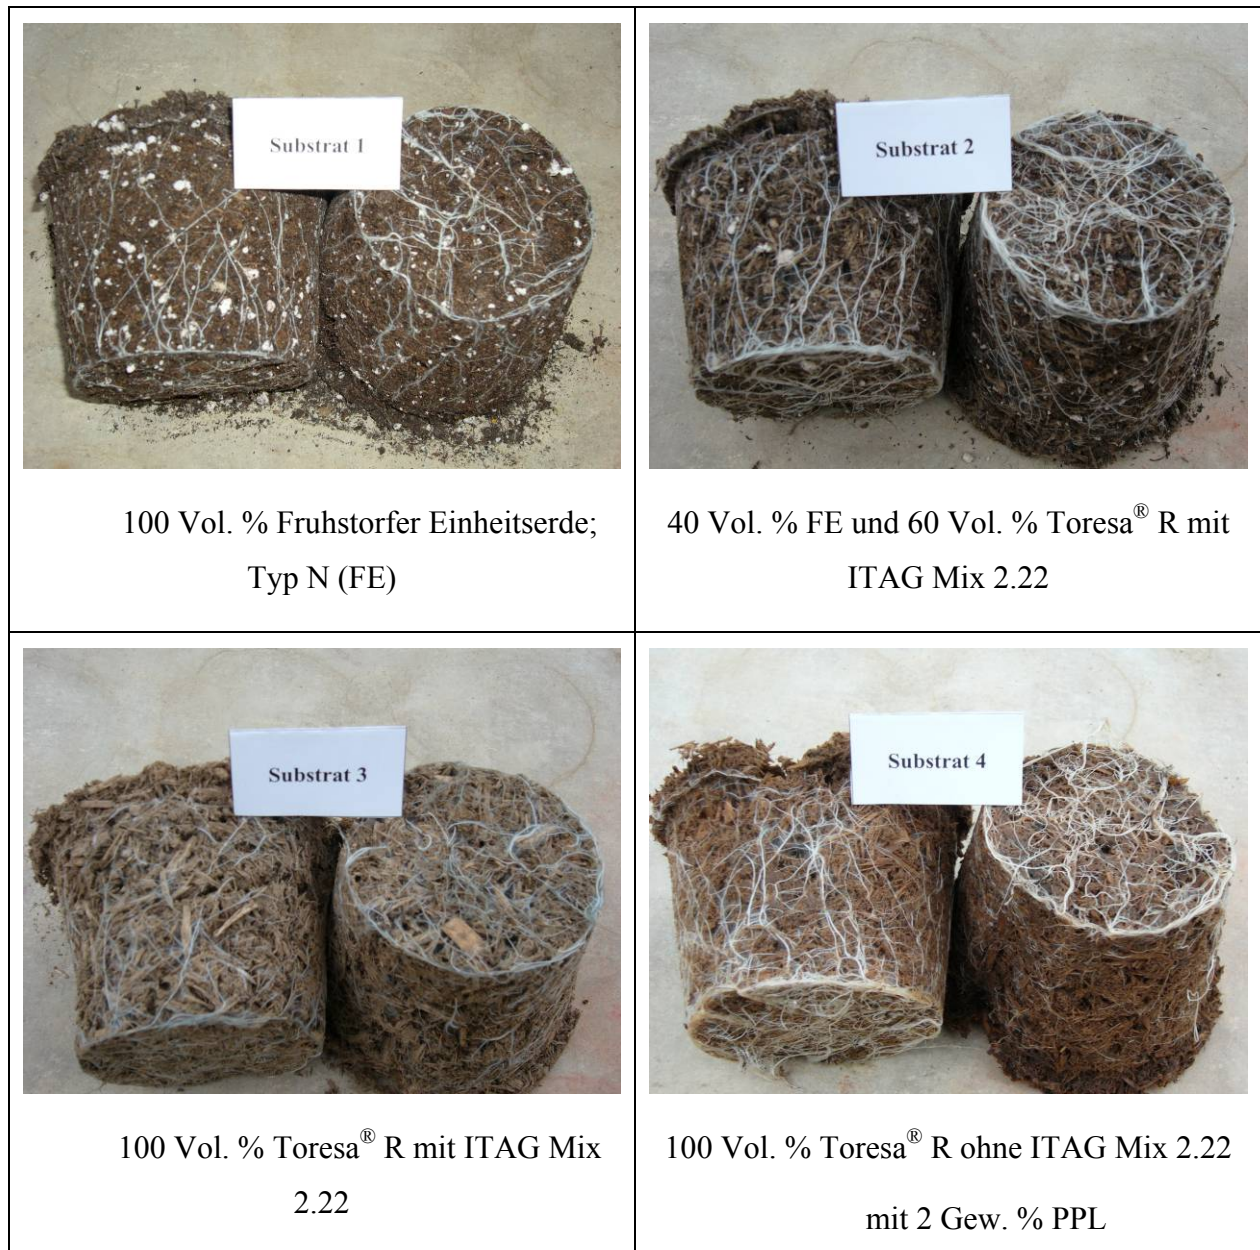 Substrat 1
100 Vol. % Fruhstorfer Einheitserde;
Typ N (FE)
Substrat 2
40 Vol. % FE und 60 Vol. % Toresa® R mit
ITAG Mix 2.22
Substrat 3
100 Vol. % Toresa® R mit ITAG Mix
2.22
Substrat 4
100 Vol. % Toresa® R ohne ITAG Mix 2.22
mit 2 Gew. % PPL